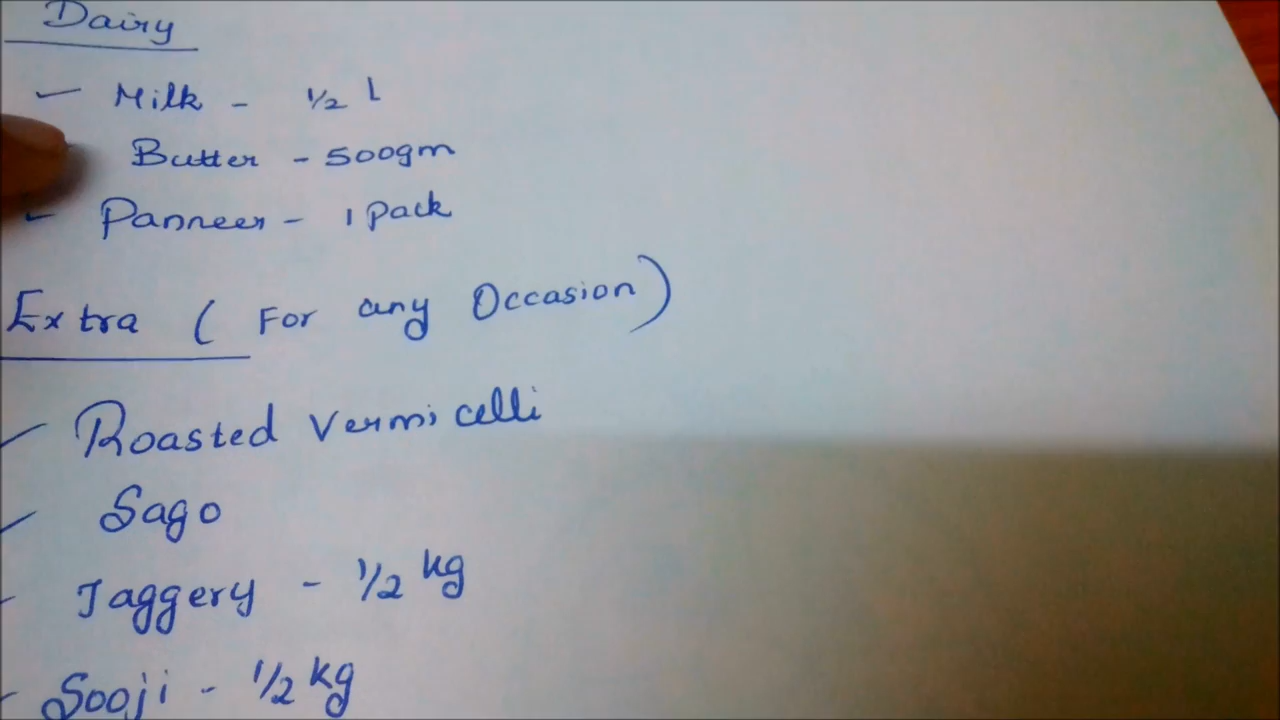 Dairy
Milk - 1/2 l
Butter - 500gm
Panneer - 1 Pack
Extra ( For any Occasion )
Roasted Vermicelli
Sago
Jaggery - 1/2 kg
Sooji - 1/2 kg